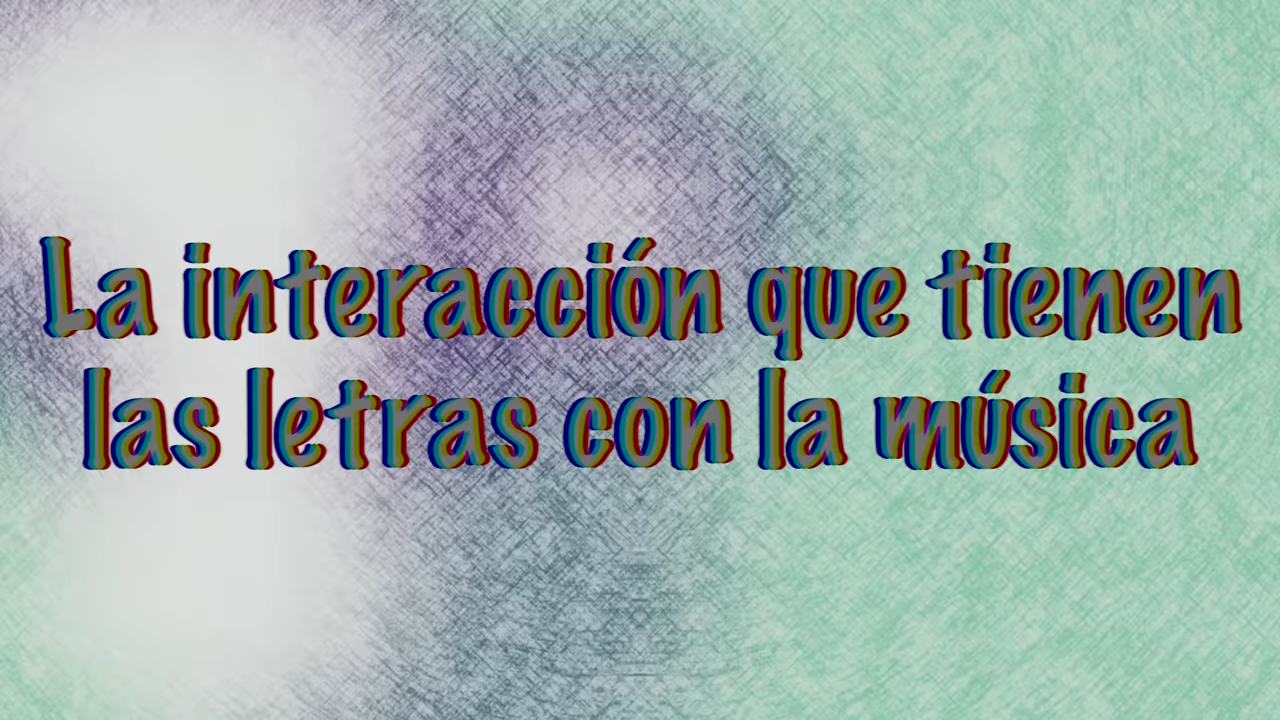 La interacción que tienen
las letras con la música